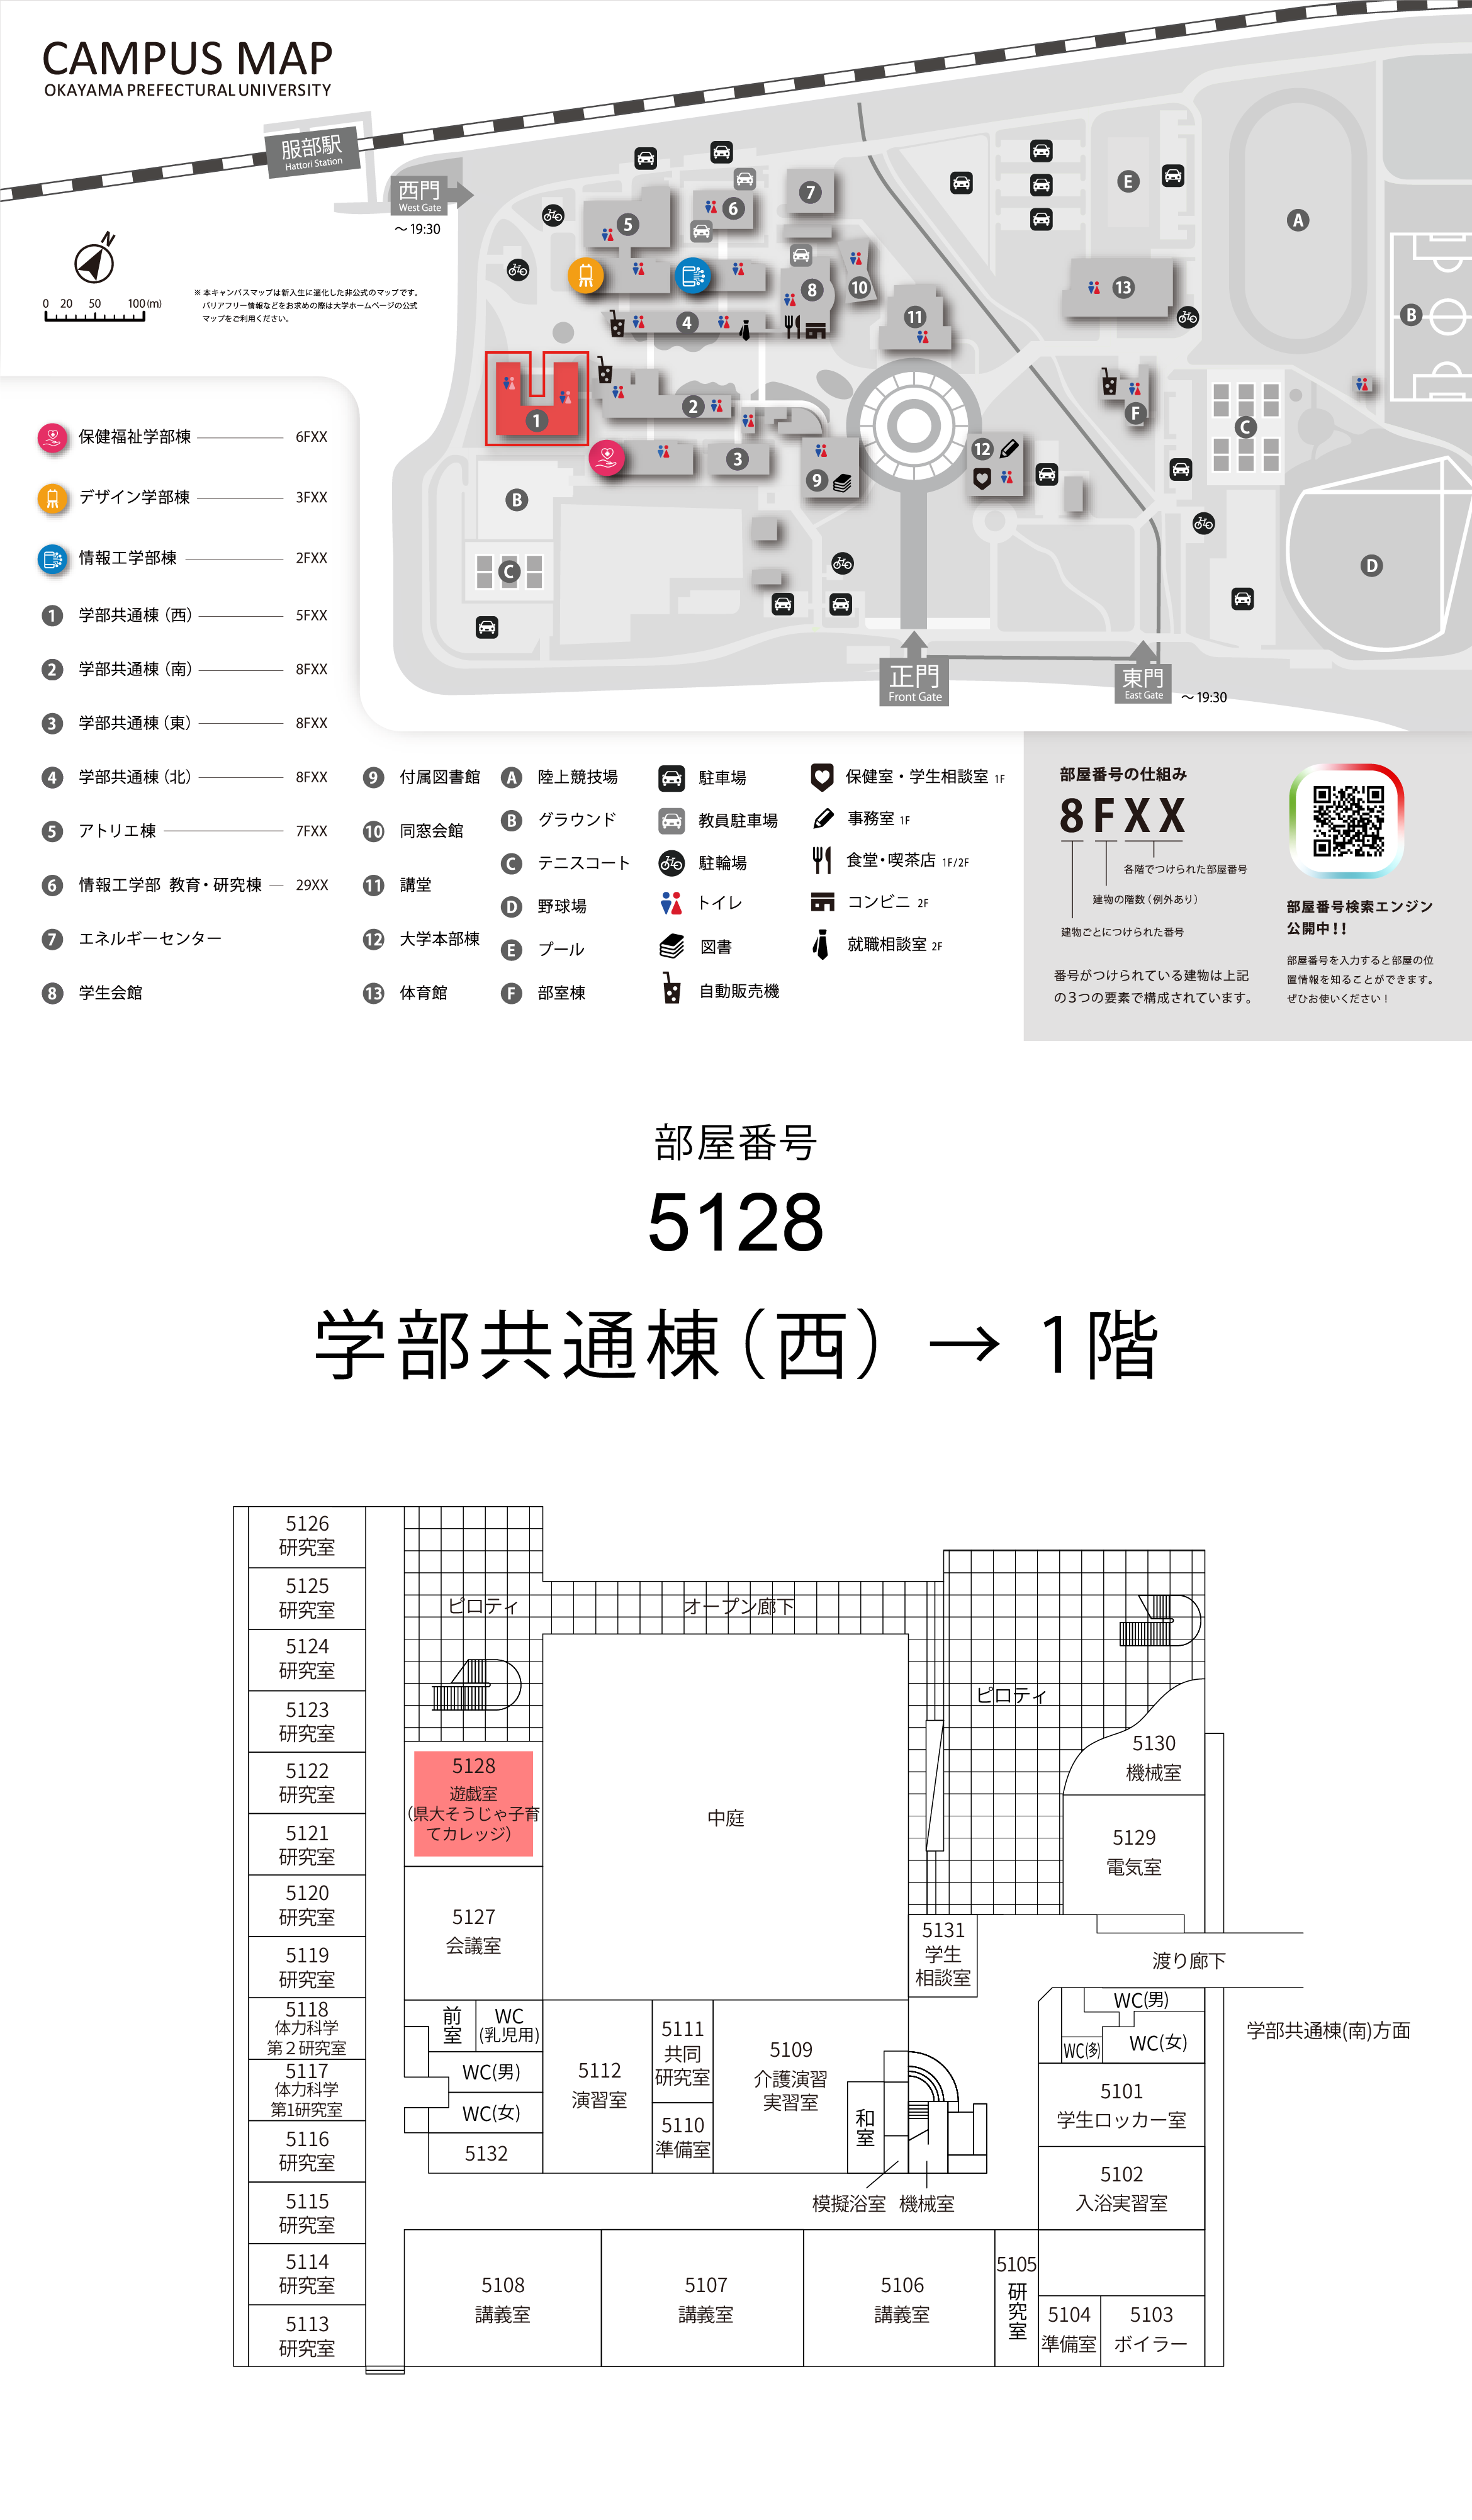 CAMPUS MAP
OKAYAMA PREFECTURAL UNIVERSITY
服部駅
Hattori Station
西門
West Gate
～19:30
N
0 20 50 100(m)
※ 本キャンパスマップは新入生に適化した非公式のマップです。
バリアフリー情報などをお求めの際は大学ホームページの公式
マップをご利用ください。
5
6
7
4
8
10
11
13
E
A
B
1
2
3
9
12
F
C
B
C
D
正門
Front Gate
東門
East Gate
～19:30
保健福祉学部棟 6FXX
デザイン学部棟 3FXX
情報工学部棟 2FXX
1 学部共通棟（西） 5FXX
2 学部共通棟（南） 8FXX
3 学部共通棟（東） 8FXX
4 学部共通棟（北） 8FXX
5 アトリエ棟 7FXX
6 情報工学部 教育・研究棟 29XX
7 エネルギーセンター
8 学生会館
9 付属図書館
10 同窓会館
11 講堂
12 大学本部棟
13 体育館
A 陸上競技場
B グラウンド
C テニスコート
D 野球場
E プール
F 部室棟
駐車場
教員駐車場
駐輪場
トイレ
図書
自動販売機
保健室・学生相談室 1F
事務室 1F
食堂・喫茶店 1F/2F
コンビニ 2F
就職相談室 2F
部屋番号の仕組み
8FXX
各階でつけられた部屋番号
建物の階数（例外あり）
建物ごとにつけられた番号
番号がつけられている建物は上記
の３つの要素で構成されています。
部屋番号検索エンジン
公開中！！
部屋番号を入力すると部屋の位
置情報を知ることができます。
ぜひお使いください！
部屋番号
5128
学部共通棟（西）→ 1階
5126
研究室
5125
研究室
5124
研究室
5123
研究室
5122
研究室
5121
研究室
5120
研究室
5119
研究室
5118
体力科学
第２研究室
5117
体力科学
第1研究室
5116
研究室
5115
研究室
5114
研究室
5113
研究室
ピロティ
オープン廊下
ピロティ
5128
遊戯室
（県大そうじゃ子育
てカレッジ）
中庭
5130
機械室
5129
電気室
5127
会議室
5131
学生
相談室
渡り廊下
学部共通棟(南)方面
前室
WC
(乳児用)
WC(男)
WC(女)
5132
5112
演習室
5111
共同
研究室
5110
準備室
5109
介護演習
実習室
和室
模擬浴室
機械室
WC(男)
WC(多)
WC(女)
5101
学生ロッカー室
5102
入浴実習室
5108
講義室
5107
講義室
5106
講義室
5105
研究室
5104
準備室
5103
ボイラー